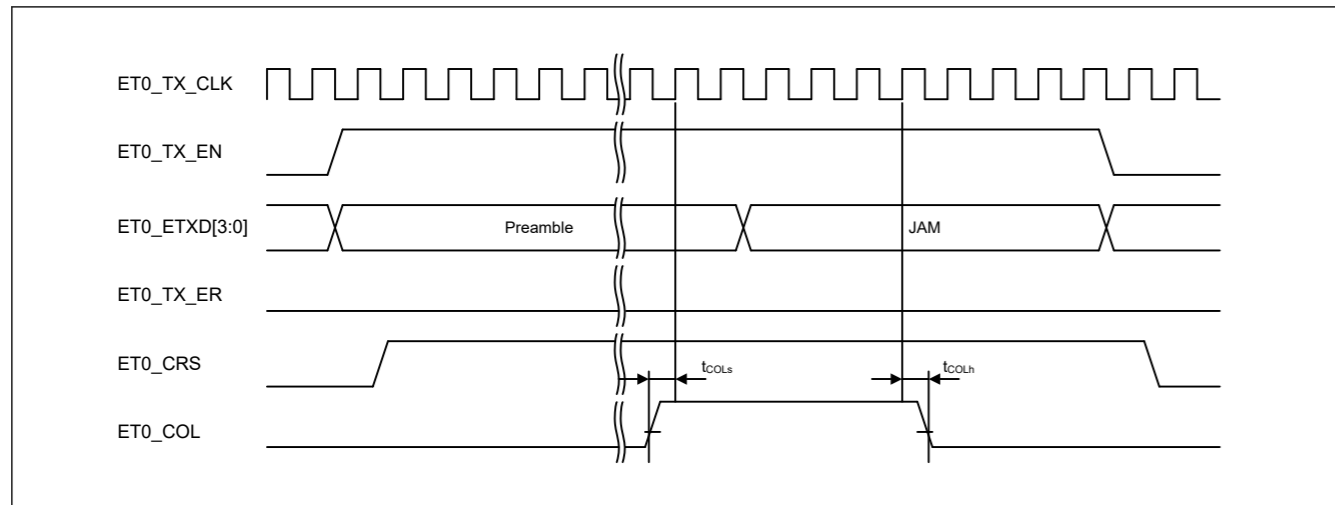 ET0_TX_CLK
ET0_TX_EN
ET0_ETXD[3:0]
Preamble
JAM
ET0_TX_ER
ET0_CRS
tCOLs
tCOLh
ET0_COL